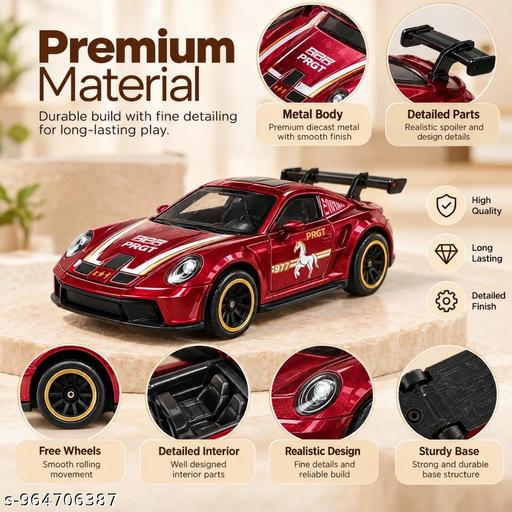 Premium
Material
Durable build with fine detailing
for long-lasting play.
PRGT
Metal Body
Premium diecast metal
with smooth finish
Detailed Parts
Realistic spoiler and
design details
High
Quality
Long
Lasting
Detailed
Finish
PRGT
PRGT
977
Free Wheels
Smooth rolling
movement
Detailed Interior
Well designed
interior parts
Realistic Design
Fine details and
reliable build
Sturdy Base
Strong and durable
base structure
s-964706387